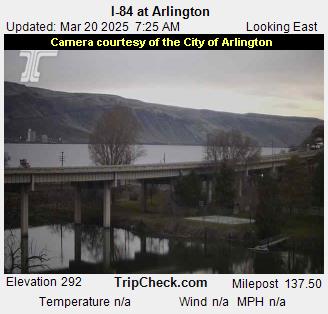 I-84 at Arlington
Updated: Mar 20 2025 7:25 AM Looking East
Camera courtesy of the City of Arlington
Elevation 292 TripCheck.com Milepost 137.50
Temperature n/a Wind n/a MPH n/a